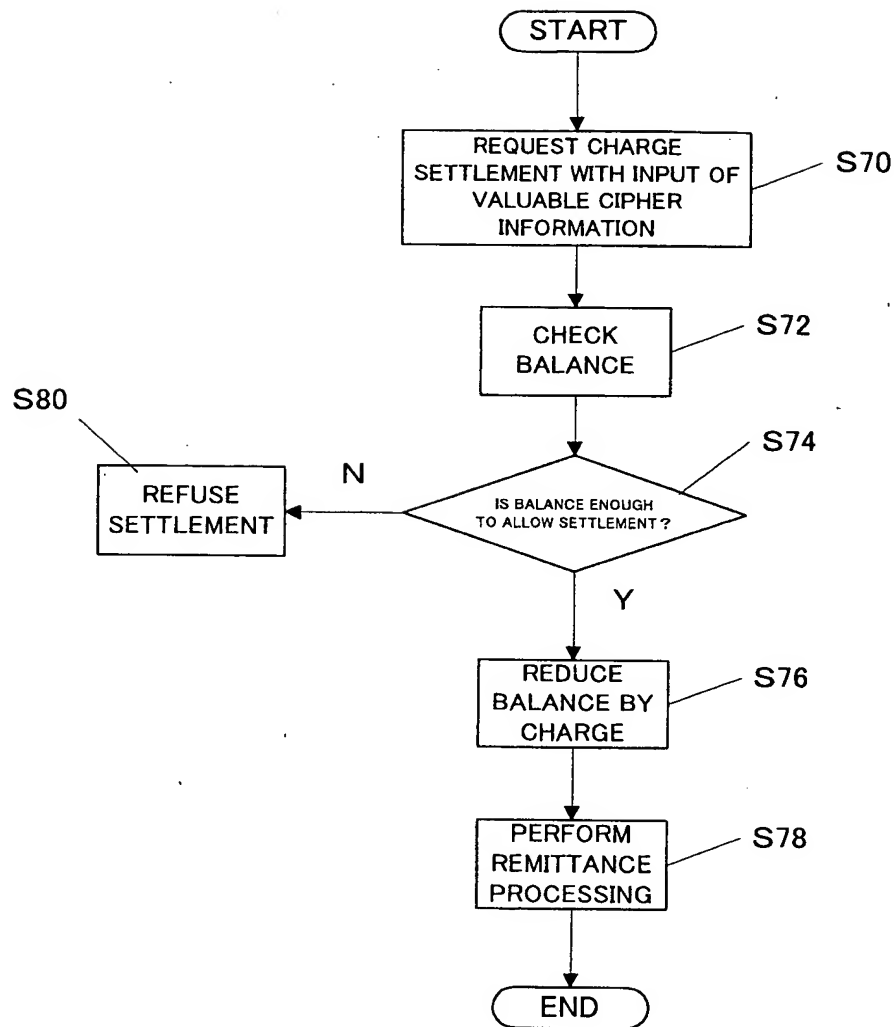 START
REQUEST CHARGE
SETTLEMENT WITH INPUT OF
VALUABLE CIPHER
INFORMATION
S70
CHECK
BALANCE
S72
S80
S74
REFUSE
SETTLEMENT
N
IS BALANCE ENOUGH
TO ALLOW SETTLEMENT ?
Y
REDUCE
BALANCE BY
CHARGE
S76
PERFORM
REMITTANCE
PROCESSING
S78
END